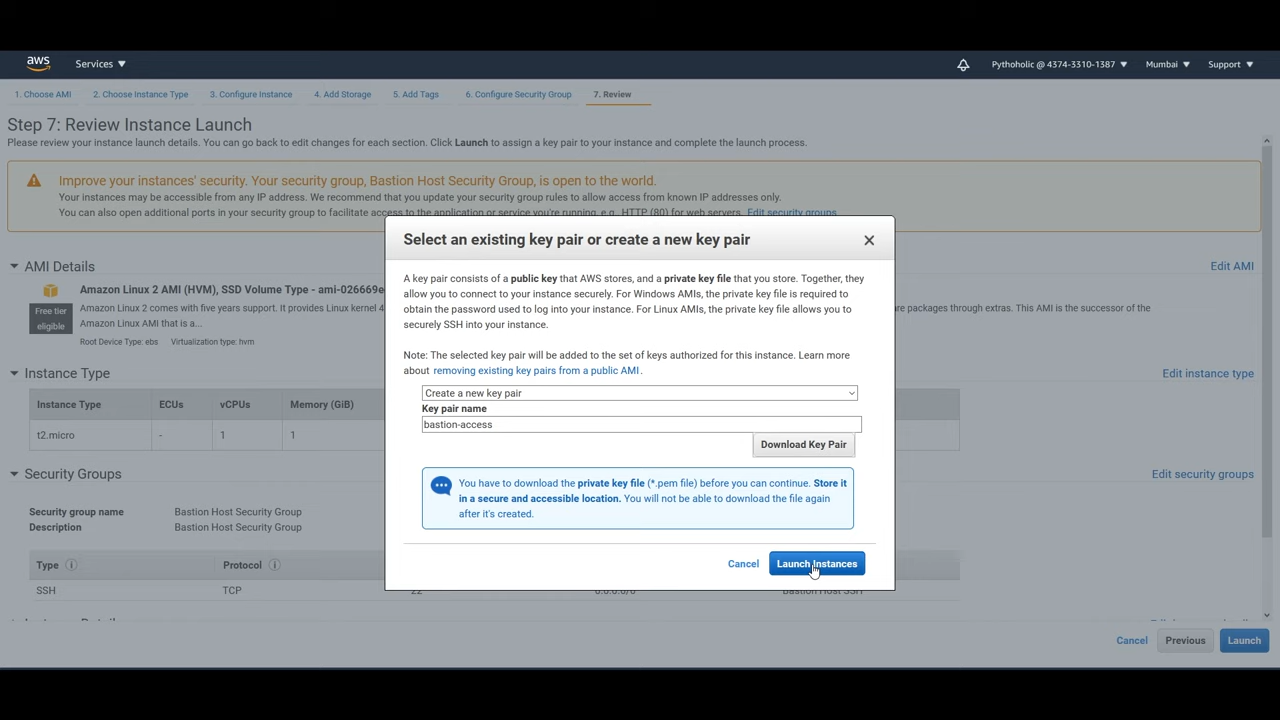 aws
Services
Pythoholic @ 4374-3310-1387
Mumbai
Support
1. Choose AMI
2. Choose Instance Type
3. Configure Instance
4. Add Storage
5. Add Tags
6. Configure Security Group
7. Review
Step 7: Review Instance Launch
Please review your instance launch details. You can go back to edit changes for each section. Click Launch to assign a key pair to your instance and complete the launch process.
Improve your instances' security. Your security group, Bastion Host Security Group, is open to the world.
Your instances may be accessible from any IP address. We recommend that you update your security group rules to allow access from known IP addresses only.
You can also open additional ports in your security group to facilitate access to the application or service you're running, e.g., HTTP (80) for web servers. Edit security groups
Select an existing key pair or create a new key pair
A key pair consists of a public key that AWS stores, and a private key file that you store. Together, they
allow you to connect to your instance securely. For Windows AMIs, the private key file is required to
obtain the password used to log into your instance. For Linux AMIs, the private key file allows you to
securely SSH into your instance.
Note: The selected key pair will be added to the set of keys authorized for this instance. Learn more
about removing existing key pairs from a public AMI.
Create a new key pair
Key pair name
bastion-access
Download Key Pair
You have to download the private key file (*.pem file) before you can continue. Store it
in a secure and accessible location. You will not be able to download the file again
after it's created.
Cancel
Launch Instances
AMI Details
Edit AMI
Amazon Linux 2 AMI (HVM), SSD Volume Type - ami-026669e
Free tier
eligible
Amazon Linux 2 comes with five years support. It provides Linux kernel 4
re packages through extras. This AMI is the successor of the
Amazon Linux AMI that is a...
Root Device Type: ebs
Virtualization type: hvm
Instance Type
Edit instance type
Instance Type
ECUs
vCPUs
Memory (GiB)
t2.micro
-
1
1
Security Groups
Edit security groups
Security group name
Bastion Host Security Group
Description
Bastion Host Security Group
Type
Protocol
SSH
TCP
22
0.0.0.0/0
Bastion Host SSH
Cancel
Previous
Launch